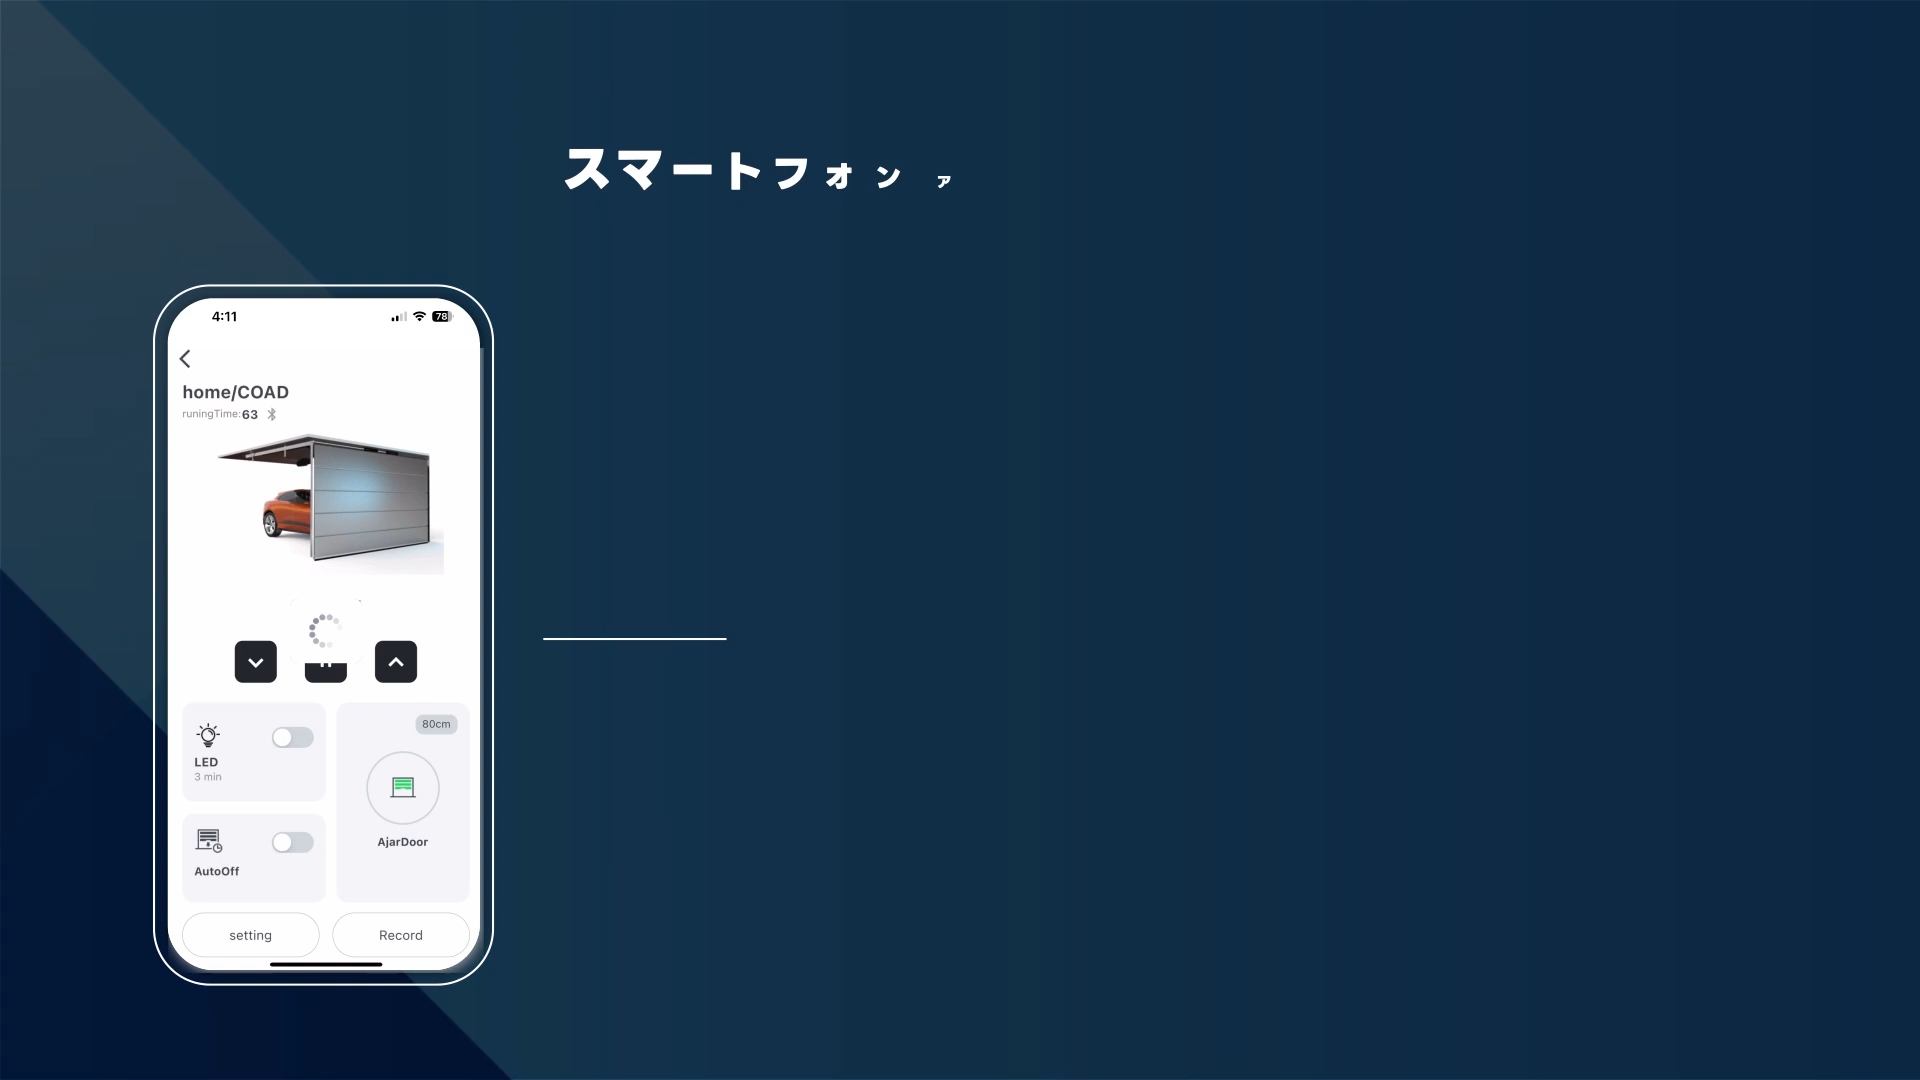 スマートフォン ア
4:11
78
home/COAD
runingTime:63
80cm
LED
3 min
AjarDoor
AutoOff
setting
Record